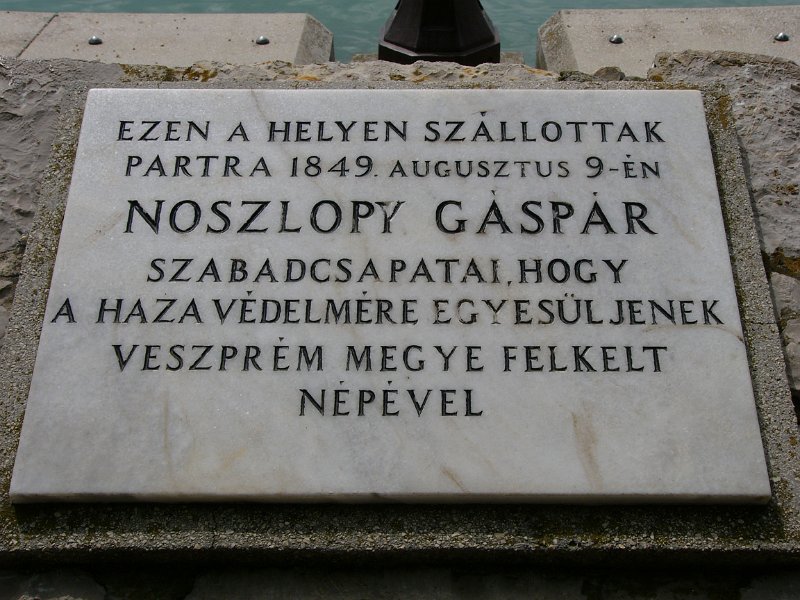 EZEN A HELYEN SZÁLLOTTAK
PARTRA 1849. AUGUSZTUS 9-ÉN
NOSZLOPY GÁSPÁR
SZABADCSAPATAI, HOGY
A HAZA VÉDELMÉRE EGYESÜLJENEK
VESZPRÉM MEGYE FELKELT
NÉPÉVEL